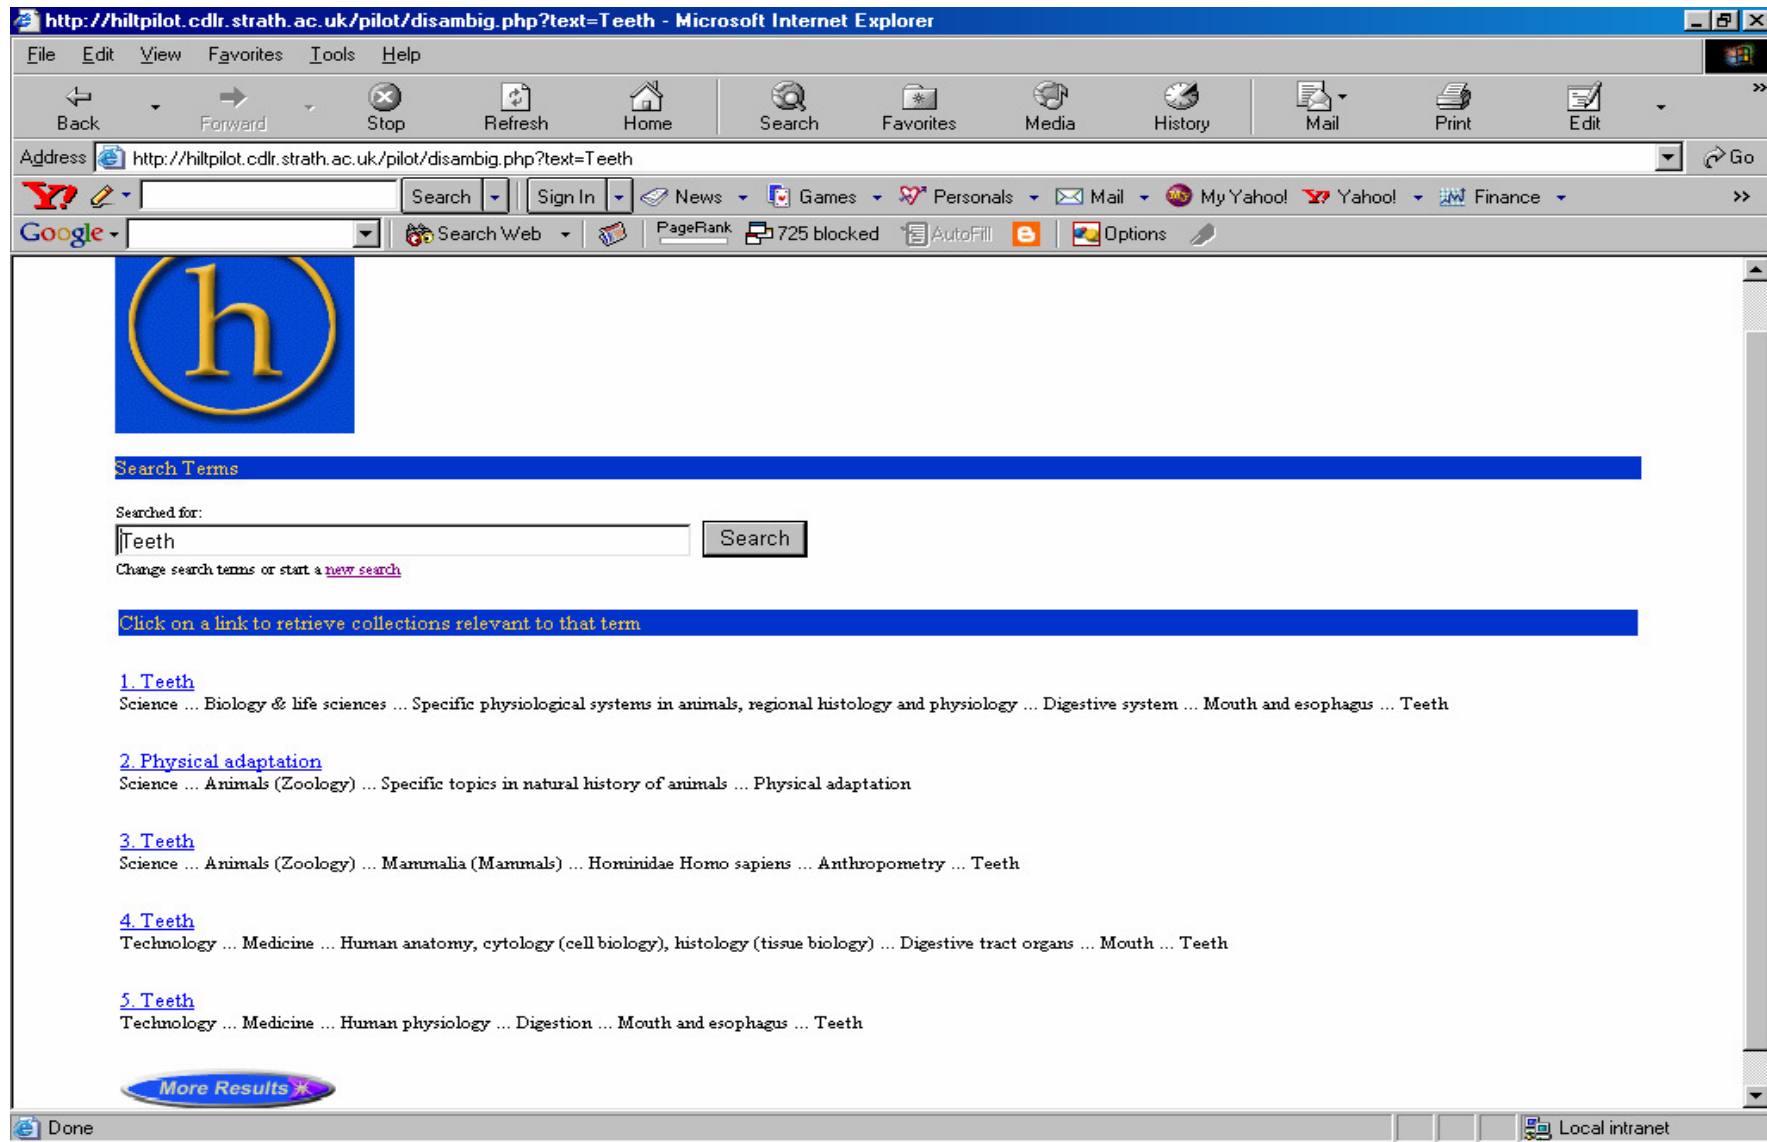 http://hiltpilot.cdlr.strath.ac.uk/pilot/disambig.php?text=Teeth - Microsoft Internet Explorer
File Edit View Favorites Tools Help
Back Forward Stop Refresh Home Search Favorites Media History Mail Print Edit »
Address http://hiltpilot.cdlr.strath.ac.uk/pilot/disambig.php?text=Teeth Go
Y! Search Sign In News Games Personals Mail My Yahoo! Y! Yahoo! Finance »
Google Search Web PageRank 725 blocked AutoFill Options
h
Search Terms
Searched for:
Teeth Search
Change search terms or start a new search
Click on a link to retrieve collections relevant to that term
1. Teeth
Science ... Biology & life sciences ... Specific physiological systems in animals, regional histology and physiology ... Digestive system ... Mouth and esophagus ... Teeth
2. Physical adaptation
Science ... Animals (Zoology) ... Specific topics in natural history of animals ... Physical adaptation
3. Teeth
Science ... Animals (Zoology) ... Mammalia (Mammals) ... Hominidae Homo sapiens ... Anthropometry ... Teeth
4. Teeth
Technology ... Medicine ... Human anatomy, cytology (cell biology), histology (tissue biology) ... Digestive tract organs ... Mouth ... Teeth
5. Teeth
Technology ... Medicine ... Human physiology ... Digestion ... Mouth and esophagus ... Teeth
More Results
Done Local intranet